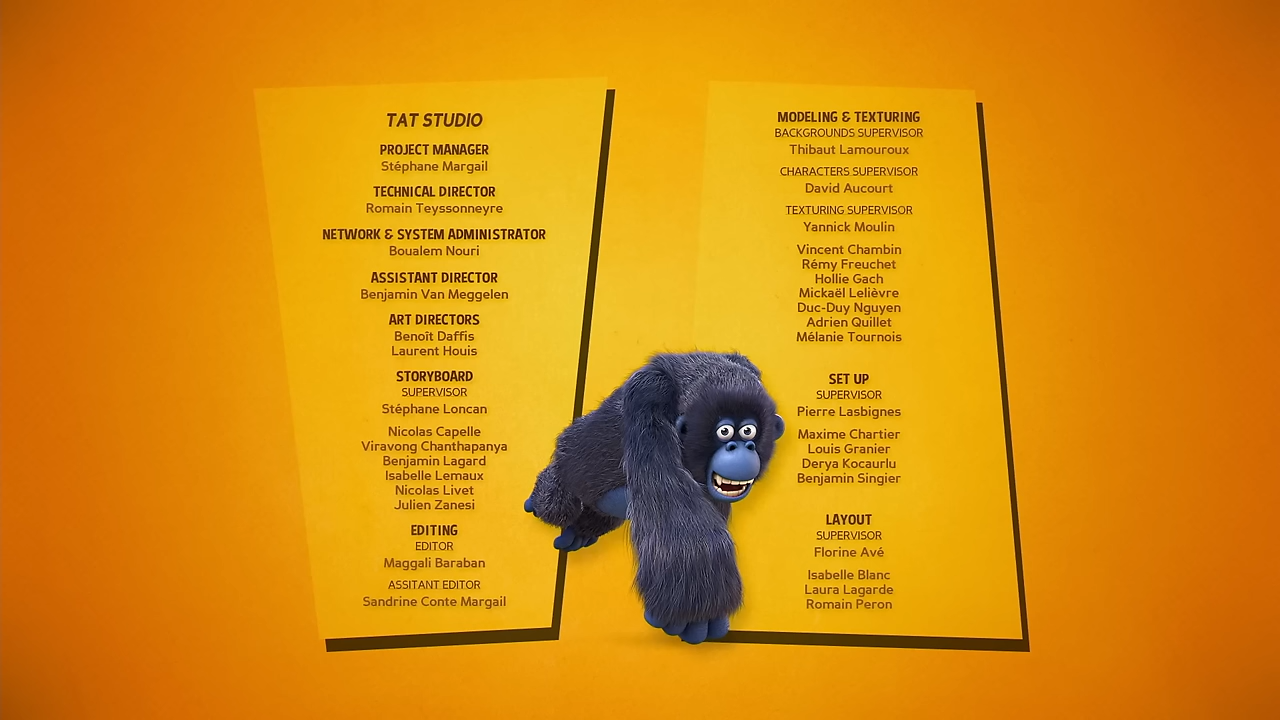 TAT STUDIO
PROJECT MANAGER
Stéphane Margail
TECHNICAL DIRECTOR
Romain Teyssonneyre
NETWORK & SYSTEM ADMINISTRATOR
Boualem Nouri
ASSISTANT DIRECTOR
Benjamin Van Meggelen
ART DIRECTORS
Benoît Daffis
Laurent Houis
STORYBOARD
SUPERVISOR
Stéphane Loncan
Nicolas Capelle
Viravong Chanthapanya
Benjamin Lagard
Isabelle Lemaux
Nicolas Livet
Julien Zanesi
EDITING
EDITOR
Maggali Baraban
ASSITANT EDITOR
Sandrine Conte Margail
MODELING & TEXTURING
BACKGROUNDS SUPERVISOR
Thibaut Lamouroux
CHARACTERS SUPERVISOR
David Aucourt
TEXTURING SUPERVISOR
Yannick Moulin
Vincent Chambin
Rémy Freuchet
Hollie Gach
Mickaël Lelièvre
Duc-Duy Nguyen
Adrien Quillet
Mélanie Tournois
SET UP
SUPERVISOR
Pierre Lasbignes
Maxime Chartier
Louis Granier
Derya Kocaurlu
Benjamin Singier
LAYOUT
SUPERVISOR
Florine Avé
Isabelle Blanc
Laura Lagarde
Romain Peron